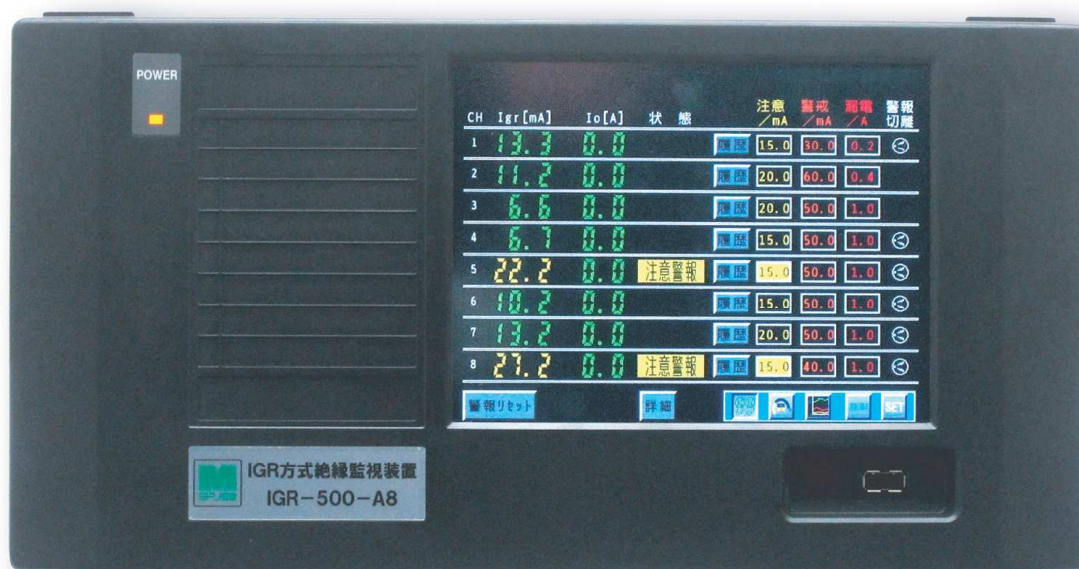 POWER
注意 警戒 漏電 警報
CH Igr[mA] Io[A] 状 態 /mA /mA /A 切離
1 13.3 0.0 履歴 15.0 30.0 0.2
2 11.2 0.0 履歴 20.0 60.0 0.4
3 6.6 0.0 履歴 20.0 50.0 1.0
4 6.7 0.0 履歴 15.0 50.0 1.0
5 22.2 0.0 注意警報 履歴 15.0 50.0 1.0
6 10.2 0.0 履歴 15.0 50.0 1.0
7 13.2 0.0 履歴 20.0 50.0 1.0
8 27.2 0.0 注意警報 履歴 15.0 40.0 1.0
警報リセット 詳細 SET
IGR方式絶縁監視装置
IGR-500-A8